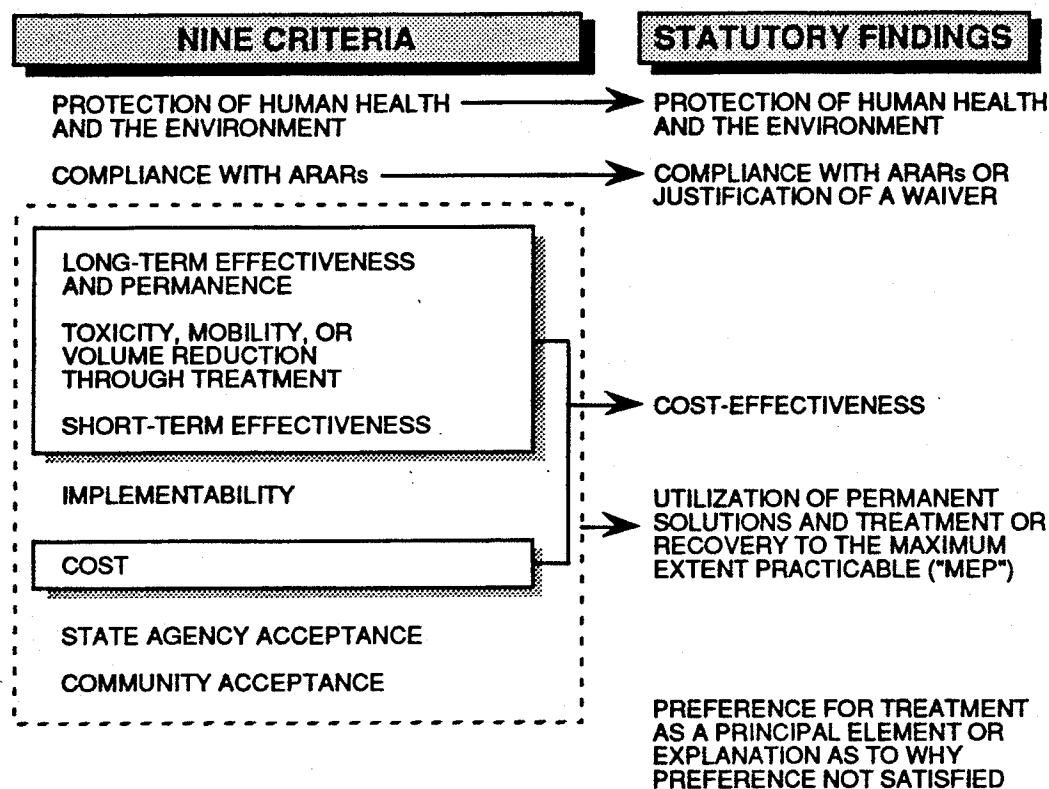 NINE CRITERIA
STATUTORY FINDINGS
PROTECTION OF HUMAN HEALTH
AND THE ENVIRONMENT
PROTECTION OF HUMAN HEALTH
AND THE ENVIRONMENT
COMPLIANCE WITH ARARs
COMPLIANCE WITH ARARs OR
JUSTIFICATION OF A WAIVER
LONG-TERM EFFECTIVENESS
AND PERMANENCE
TOXICITY, MOBILITY, OR
VOLUME REDUCTION
THROUGH TREATMENT
SHORT-TERM EFFECTIVENESS
COST-EFFECTIVENESS
IMPLEMENTABILITY
UTILIZATION OF PERMANENT
SOLUTIONS AND TREATMENT OR
RECOVERY TO THE MAXIMUM
EXTENT PRACTICABLE ("MEP")
COST
STATE AGENCY ACCEPTANCE
COMMUNITY ACCEPTANCE
PREFERENCE FOR TREATMENT
AS A PRINCIPAL ELEMENT OR
EXPLANATION AS TO WHY
PREFERENCE NOT SATISFIED